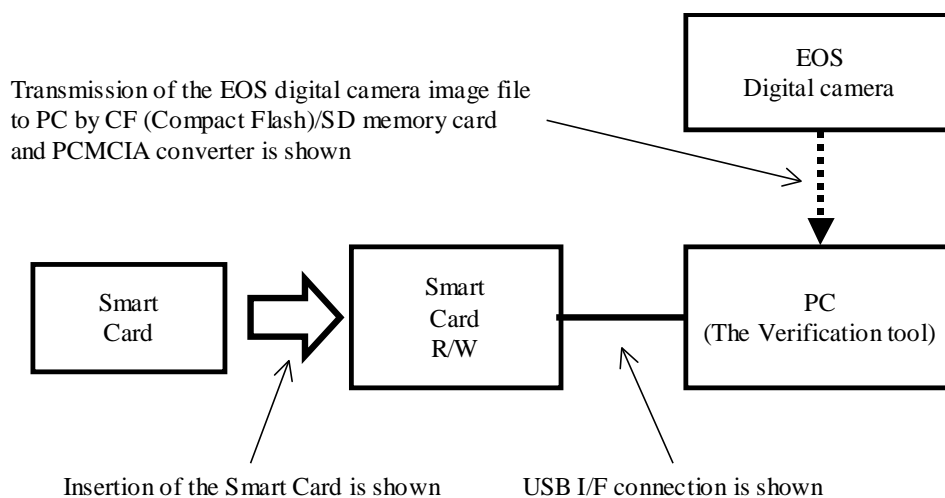 EOS
Digital camera
Transmission of the EOS digital camera image file
to PC by CF (Compact Flash)/SD memory card
and PCMCIA converter is shown
Smart
Card
Smart
Card
R/W
PC
(The Verification tool)
Insertion of the Smart Card is shown
USB I/F connection is shown